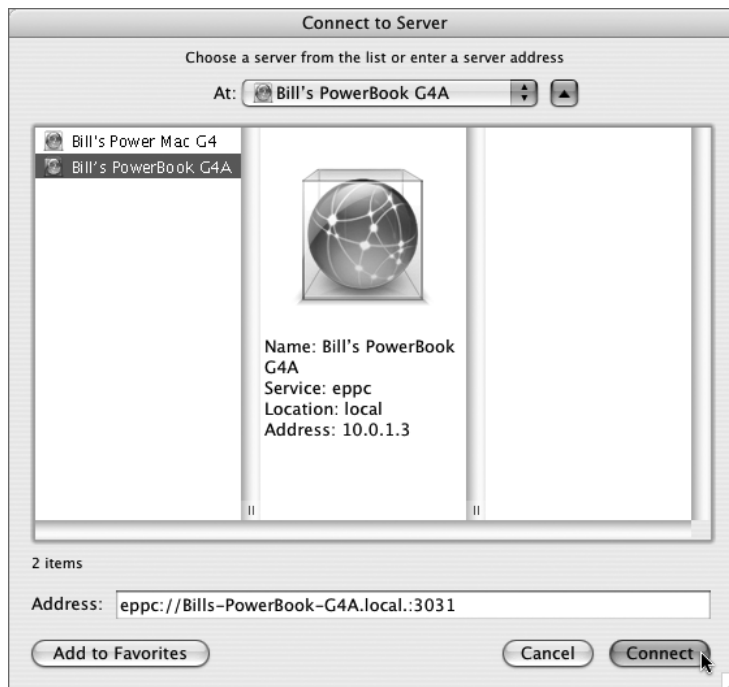 Connect to Server
Choose a server from the list or enter a server address
At: Bill's PowerBook G4A
Bill's Power Mac G4
Bill's PowerBook G4A
Name: Bill's PowerBook
G4A
Service: eppc
Location: local
Address: 10.0.1.3
2 items
Address: eppc://Bills-PowerBook-G4A.local.:3031
Add to Favorites
Cancel
Connect